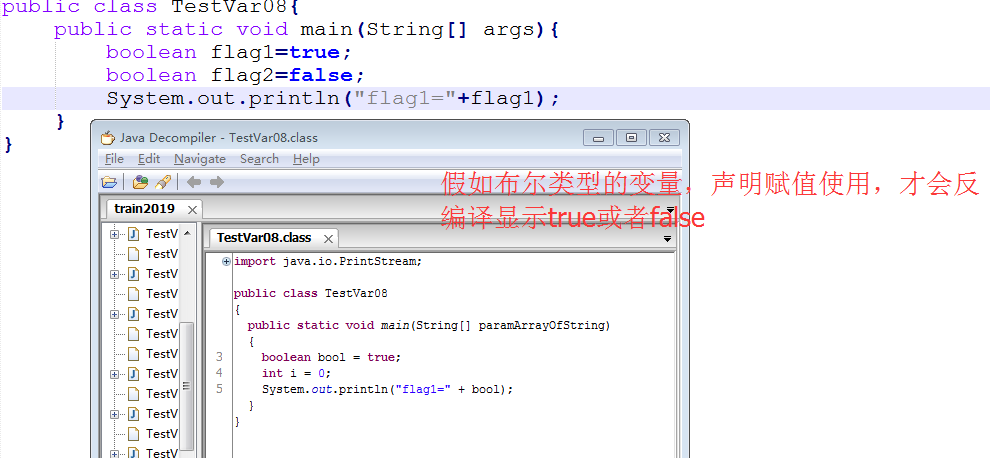 public class TestVar08{
public static void main(String[] args){
boolean flag1=true;
boolean flag2=false;
System.out.println("flag1="+flag1);
}
}
Java Decompiler - TestVar08.class
File Edit Navigate Search Help
假如布尔类型的变量，声明赋值使用，才会反
编译显示true或者false
train2019
TestV
TestV
TestV
TestV
TestV
TestV
TestV
TestV
TestV
TestV
TestV
TestV
TestVar08.class
import java.io.PrintStream;
public class TestVar08
{
public static void main(String[] paramArrayOfString)
{
3 boolean bool = true;
4 int i = 0;
5 System.out.println("flag1=" + bool);
}
}